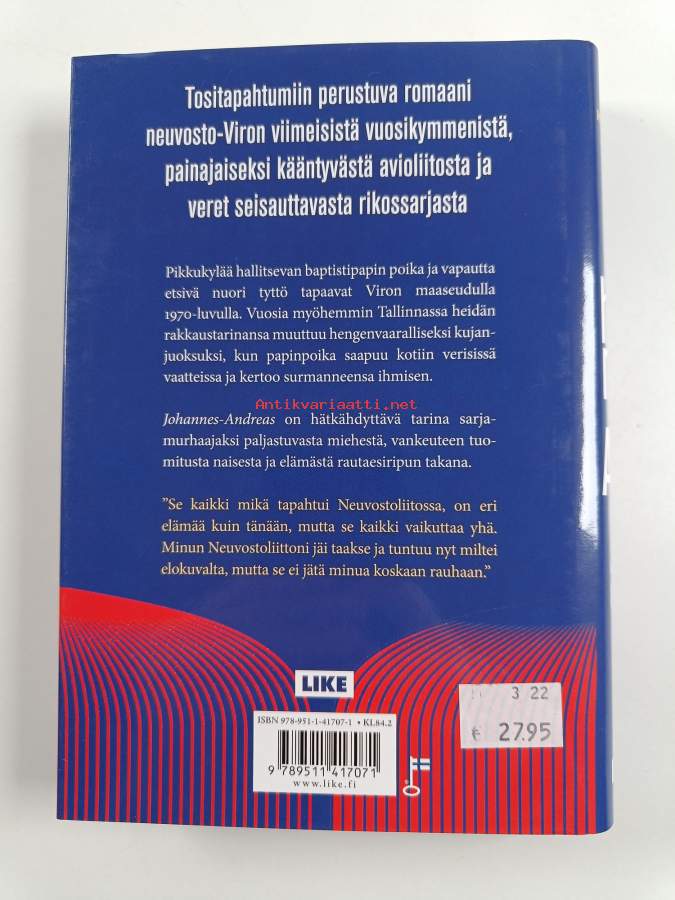 Tositapahtumiin perustuva romaani
neuvosto-Viron viimeisistä vuosikymmenistä,
painajaiseksi kääntyvästä avioliitosta ja
veret seisauttavasta rikossarjasta
Pikkukylää hallitsevan baptistipapin poika ja vapautta
etsivä nuori tyttö tapaavat Viron maaseudulla
1970-luvulla. Vuosia myöhemmin Tallinnassa heidän
rakkaustarinansa muuttuu hengenvaaralliseksi kujan-
juoksuksi, kun papinpoika saapuu kotiin verisissä
vaatteissa ja kertoo surmanneensa ihmisen.
Antikvariaatti.net
Johannes-Andreas on hätkähdyttävä tarina sarja-
murhaajaksi paljastuvasta miehestä, vankeuteen tuo-
mitusta naisesta ja elämästä rautaesiripun takana.
”Se kaikki mikä tapahtui Neuvostoliitossa, on eri
elämää kuin tänään, mutta se kaikki vaikuttaa yhä.
Minun Neuvostoliittoni jäi taakse ja tuntuu nyt miltei
elokuvalta, mutta se ei jätä minua koskaan rauhaan.”
LIKE
ISBN 978-951-1-41707-1 • KL84.2
9 789511 417071
www.like.fi
3 22
€ 27.95